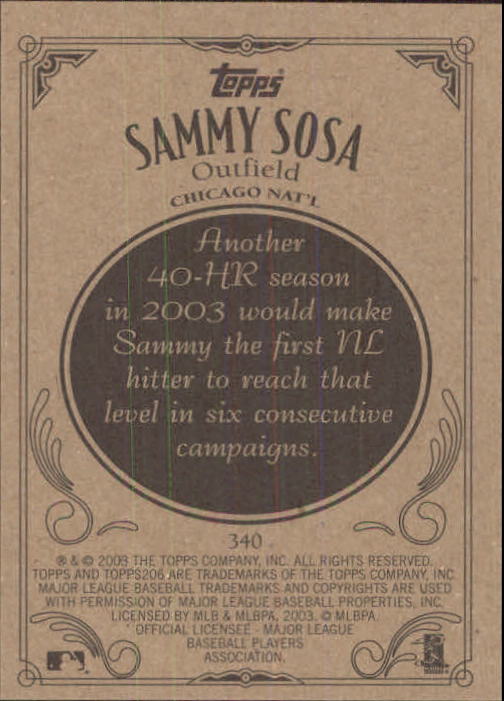 topps
SAMMY SOSA
Outfield
CHICAGO NAT'L
Another
40-HR season
in 2003 would make
Sammy the first NL
hitter to reach that
level in six consecutive
campaigns.
340
® & © 2003 THE TOPPS COMPANY, INC. ALL RIGHTS RESERVED.
TOPPS AND TOPPS206 ARE TRADEMARKS OF THE TOPPS COMPANY, INC.
MAJOR LEAGUE BASEBALL TRADEMARKS AND COPYRIGHTS ARE USED
WITH PERMISSION OF MAJOR LEAGUE BASEBALL PROPERTIES, INC.
LICENSED BY MLB & MLBPA, 2003. © MLBPA.
OFFICIAL LICENSEE - MAJOR LEAGUE
BASEBALL PLAYERS
ASSOCIATION.